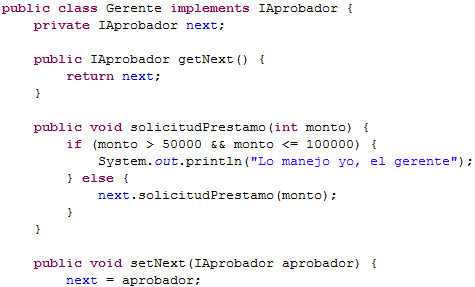 public class Gerente implements IAprobador {
    private IAprobador next;

    public IAprobador getNext() {
        return next;
    }

    public void solicitudPrestamo(int monto) {
        if (monto > 50000 && monto <= 100000) {
            System.out.println("Lo manejo yo, el gerente");
        } else {
            next.solicitudPrestamo(monto);
        }
    }

    public void setNext(IAprobador aprobador) {
        next = aprobador;